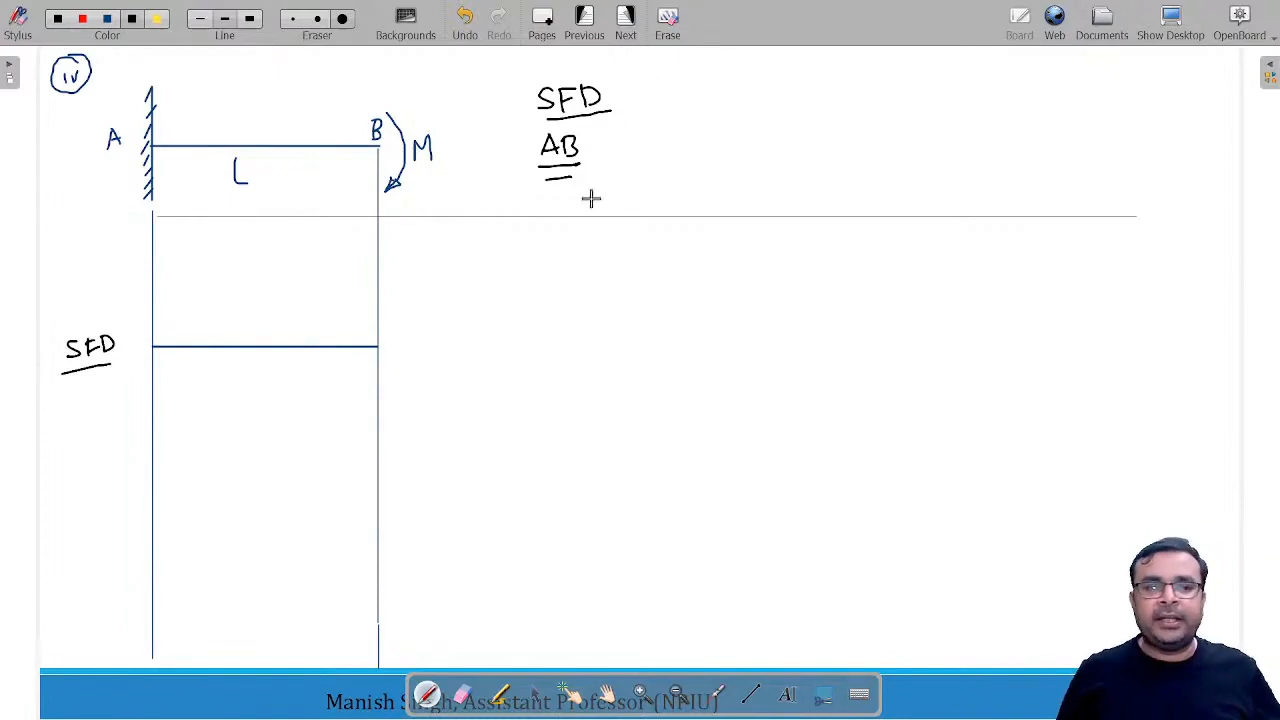 Stylus
Color
Line
Eraser
Backgrounds
Undo
Redo
Pages
Previous
Next
Erase
Board
Web
Documents
Show Desktop
OpenBoard
iv
SFD
A
B
M
AB
L
SFD
Manish Singh, Assistant Professor (NFIU)